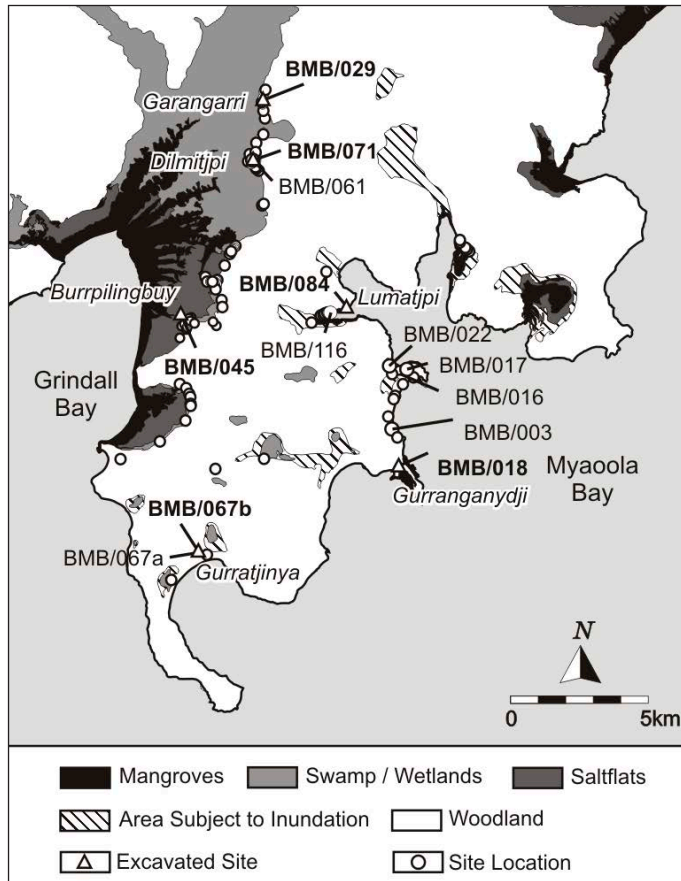 BMB/029
Garangarri
Dilmitjpi
BMB/071
BMB/061
BMB/084
Burrpilingbuy
Lumatjpi
BMB/022
BMB/116
BMB/017
BMB/045
BMB/016
Grindall
Bay
BMB/003
BMB/018
Myaoola
Bay
Gurranganydji
BMB/067b
BMB/067a
Gurratjinya
N
0 5km
Mangroves Swamp / Wetlands Saltflats
Area Subject to Inundation Woodland
Excavated Site Site Location